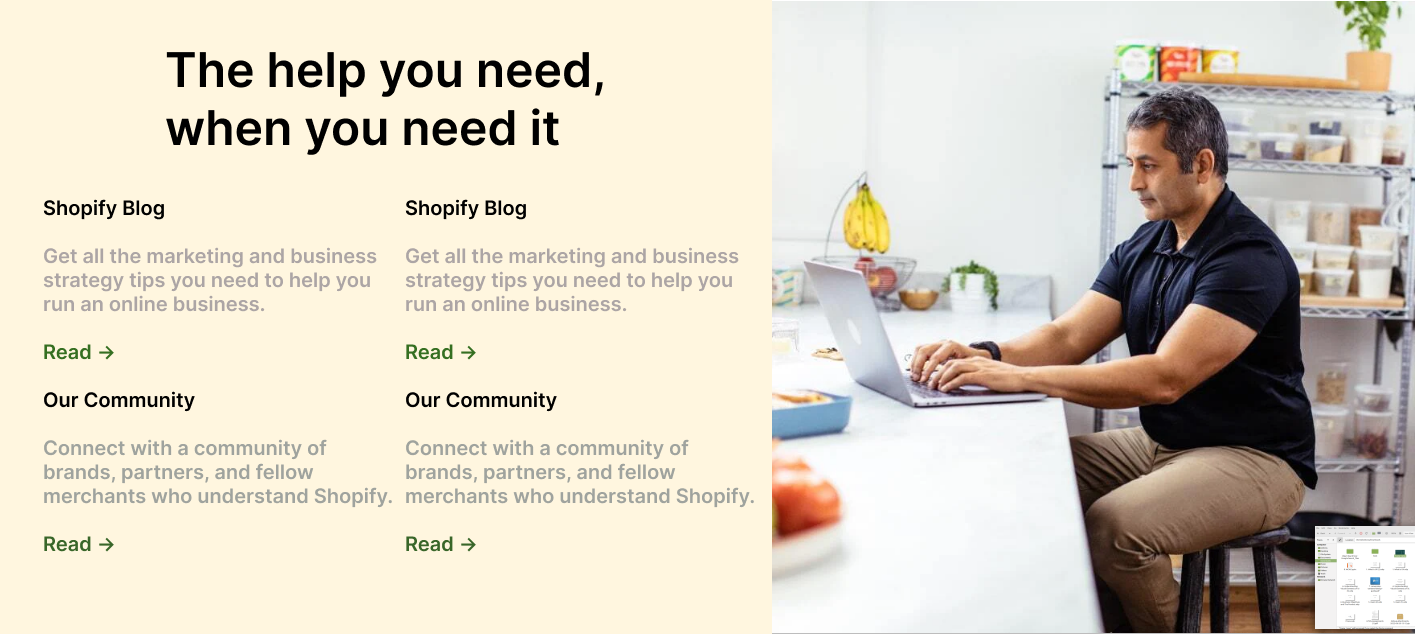 The help you need,
when you need it
Shopify Blog
Get all the marketing and business
strategy tips you need to help you
run an online business.
Read →
Shopify Blog
Get all the marketing and business
strategy tips you need to help you
run an online business.
Read →
Our Community
Connect with a community of
brands, partners, and fellow
merchants who understand Shopify.
Read →
Our Community
Connect with a community of
brands, partners, and fellow
merchants who understand Shopify.
Read →